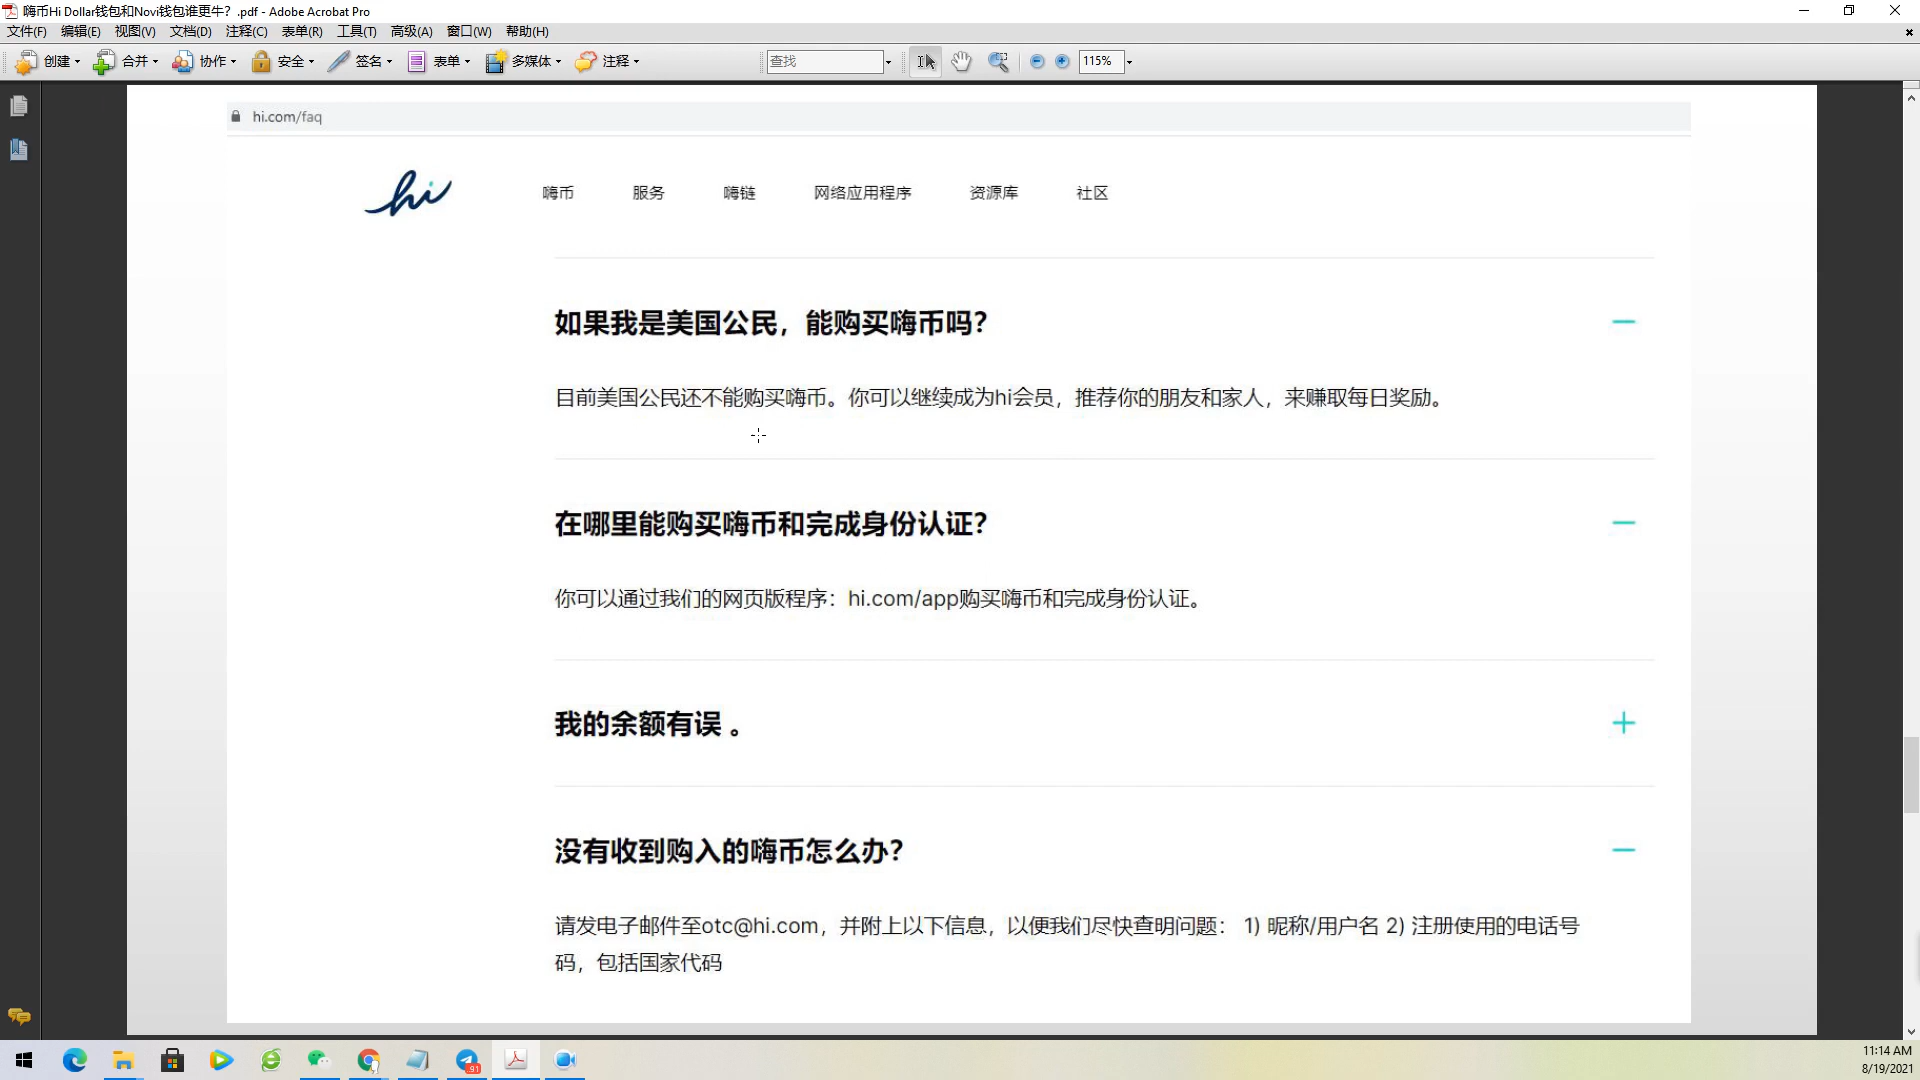 嗨币Hi Dollar钱包和Novi钱包谁更牛？.pdf - Adobe Acrobat Pro
文件(F) 编辑(E) 视图(V) 文档(D) 注释(C) 表单(R) 工具(T) 高级(A) 窗口(W) 帮助(H)
创建 合并 协作 安全 签名 表单 多媒体 注释 查找 115%
hi.com/faq
hi 嗨币 服务 嗨链 网络应用程序 资源库 社区
如果我是美国公民，能购买嗨币吗？
目前美国公民还不能购买嗨币。你可以继续成为hi会员，推荐你的朋友和家人，来赚取每日奖励。
在哪里能购买嗨币和完成身份认证？
你可以通过我们的网页版程序：hi.com/app购买嗨币和完成身份认证。
我的余额有误 。
没有收到购入的嗨币怎么办？
请发电子邮件至otc@hi.com，并附上以下信息，以便我们尽快查明问题： 1) 昵称/用户名 2) 注册使用的电话号
码，包括国家代码
91
11:14 AM
8/19/2021